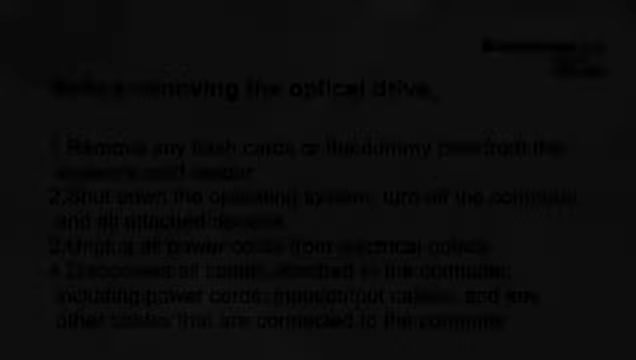 Before removing the optical drive,
1.Remove any flash cards or the dummy card from the
card reader
2.Shut down the operating system, turn off the computer
and all attached devices
3.Unplug all power cords from electrical outlets
4.Disconnect all cables attached to the computer,
including power cords, input/output cables, and any
other cables that are connected to the computer